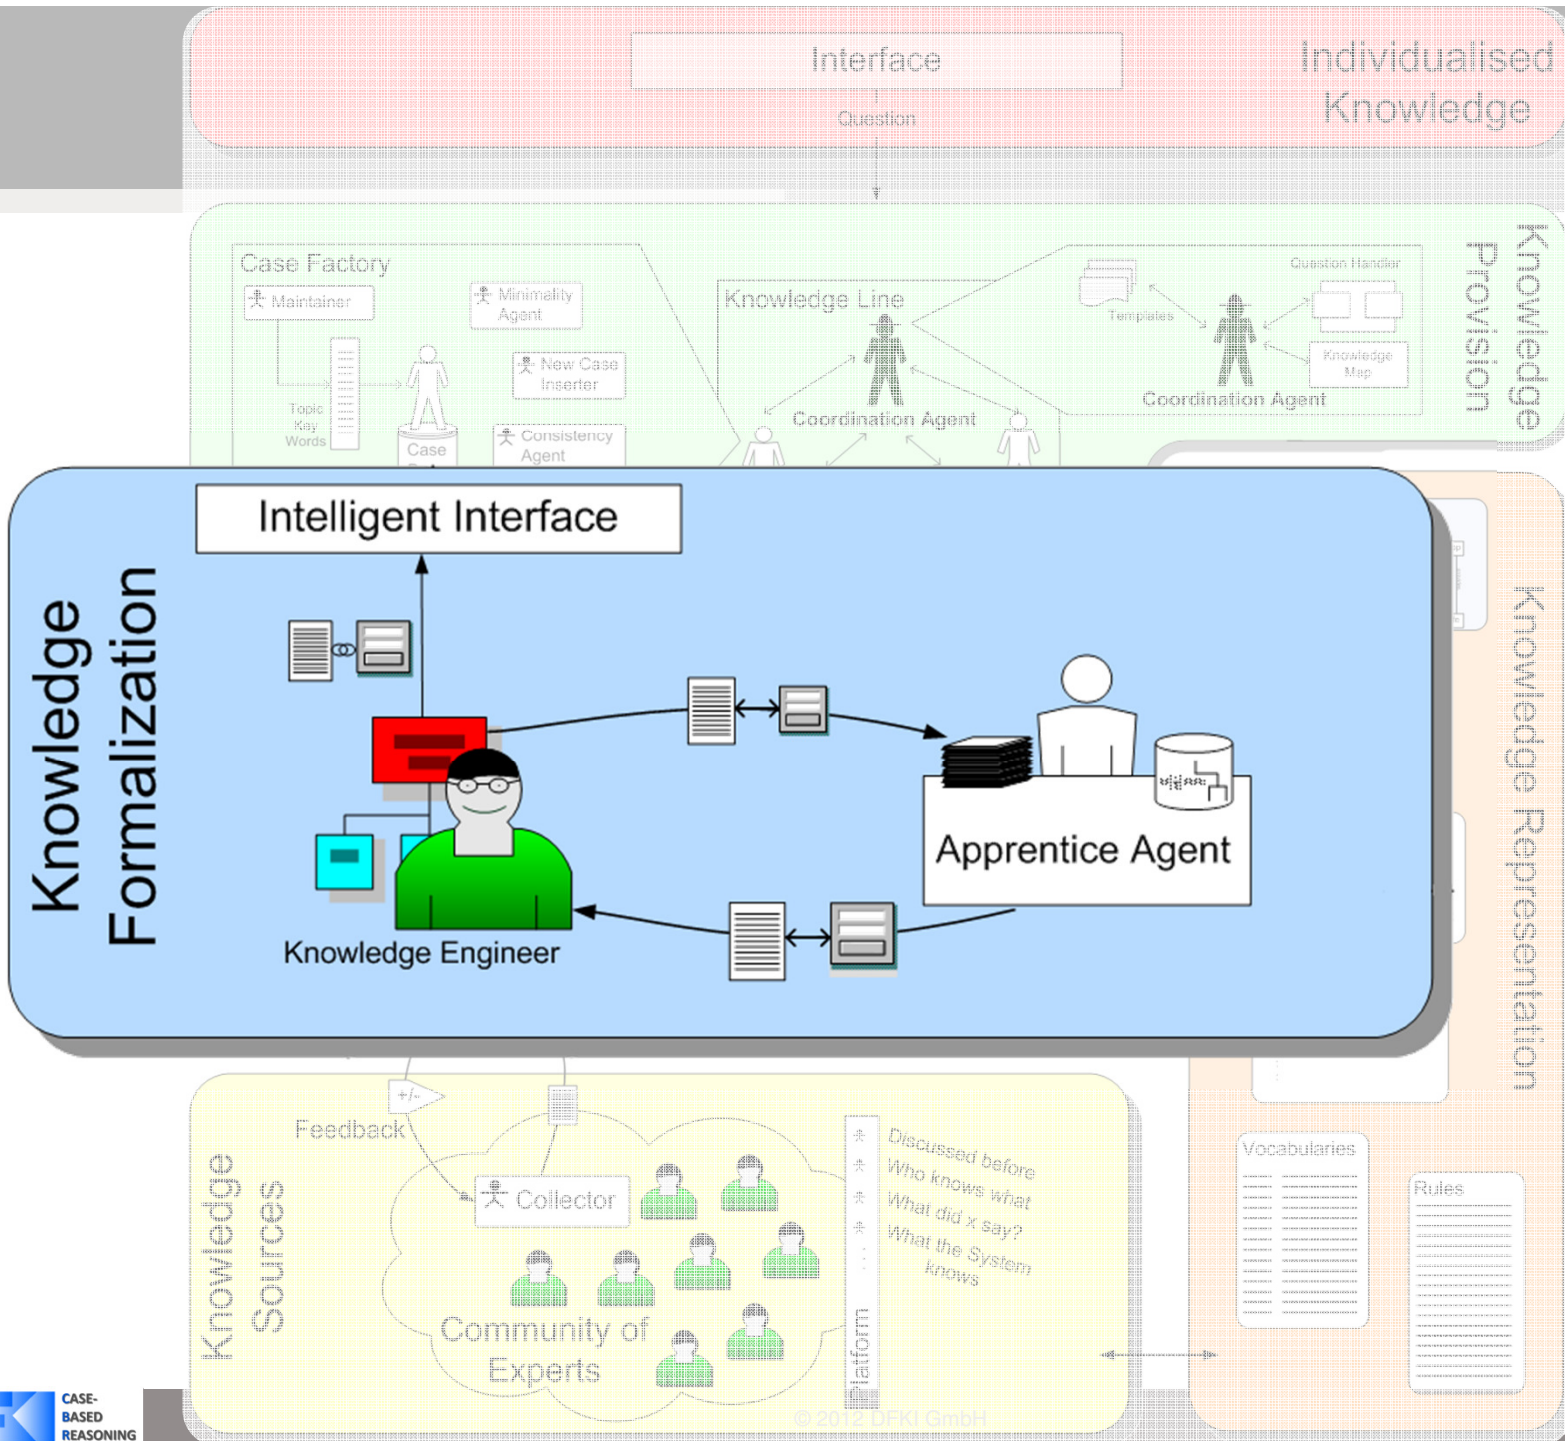 Interface
Individualised
Knowledge
Question
Knowledge
Provision
Case Factory
Maintainer
Minimality
Agent
New Case
Inserter
Topic
Key
Words
Case
Consistency
Agent
Knowledge Line
Coordination Agent
Templates
Question Handler
Knowledge
Map
Coordination Agent
Knowledge
Formalization
Intelligent Interface
Knowledge Engineer
Apprentice Agent
Knowledge Representation
Knowledge
Sources
+/-
Feedback
Collector
Community of
Experts
Platform
Discussed before
Who knows what
What did x say?
What the System
knows
Vocabularies
Rules
© 2012 DFKI GmbH
CASE-
BASED
REASONING